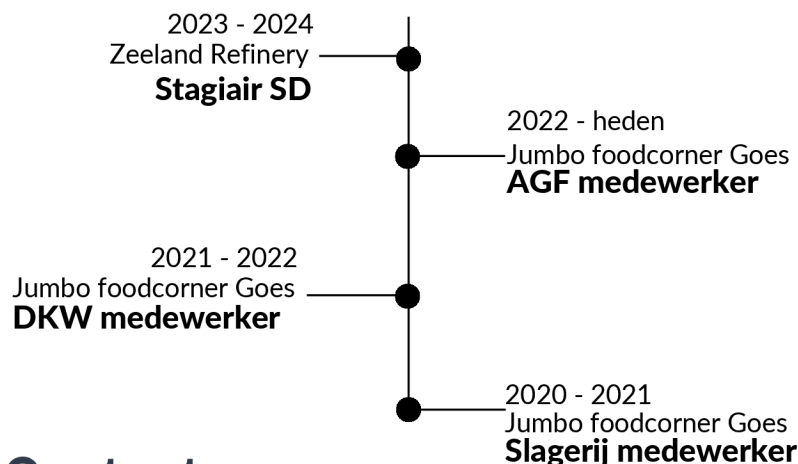 2023 - 2024
Zeeland Refinery
Stagiair SD
2022 - heden
Jumbo foodcorner Goes
AGF medewerker
2021 - 2022
Jumbo foodcorner Goes
DKW medewerker
2020 - 2021
Jumbo foodcorner Goes
Slagerij medewerker